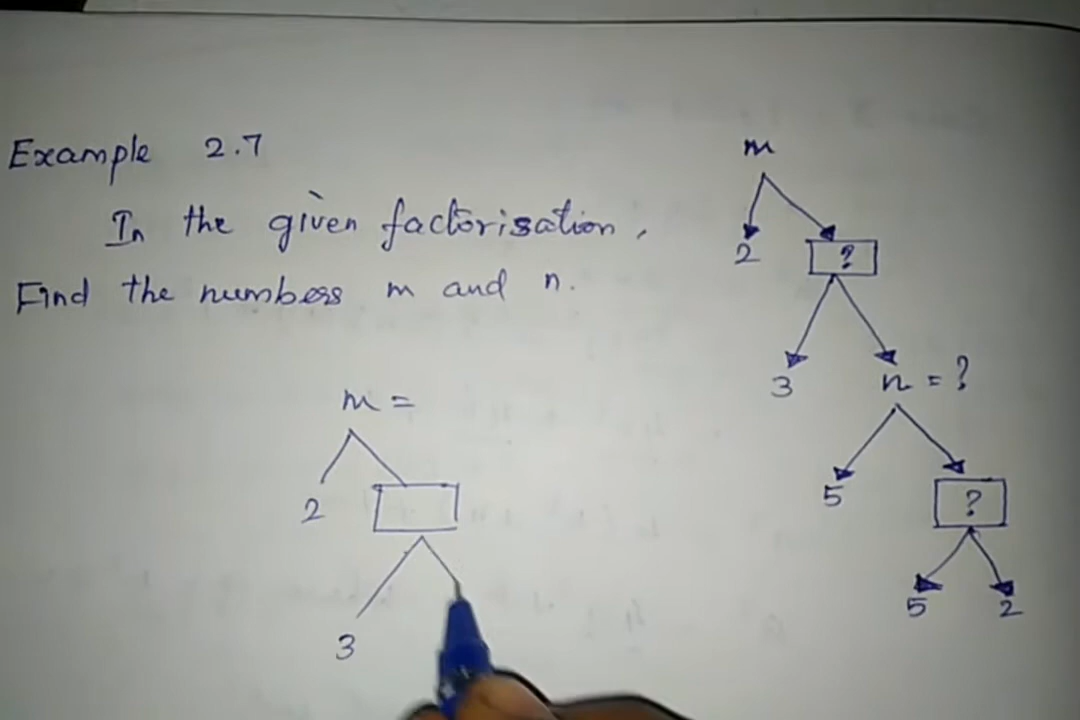 Example 2.7
In the given factorisation,
Find the numbers m and n.
m =
2
3
m
2 ?
3 n = ?
5 ?
5 2